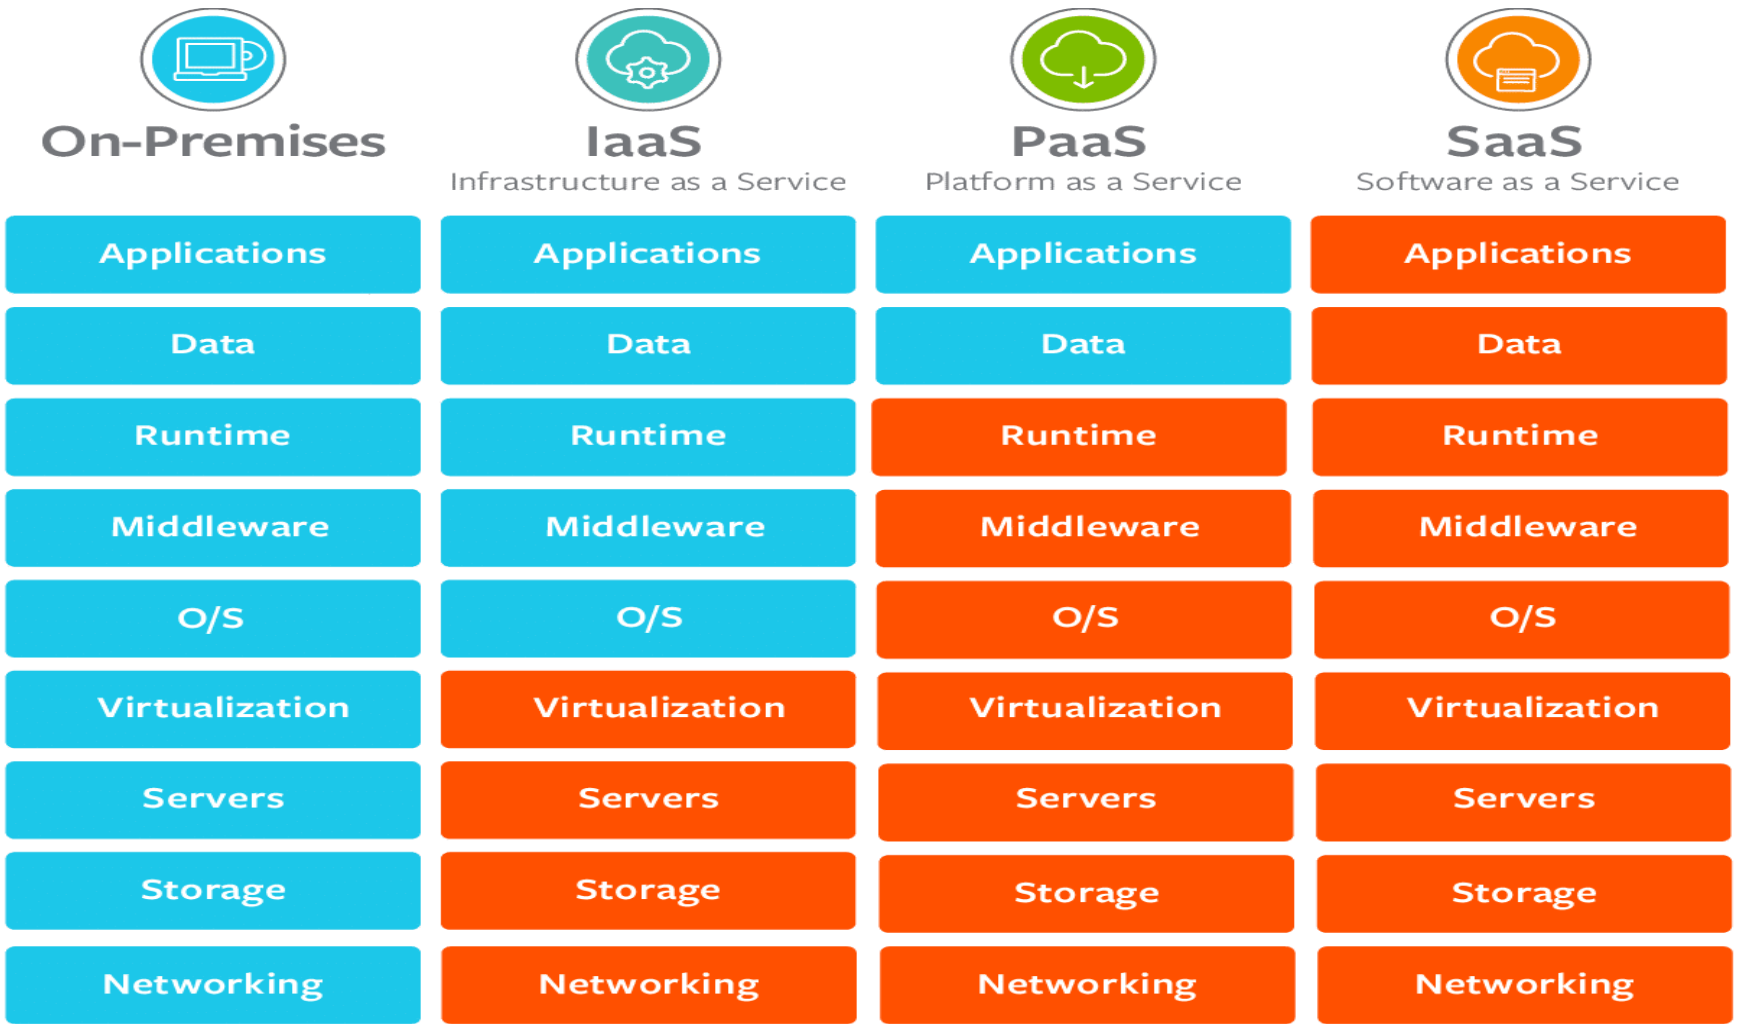 On-Premises
IaaS
Infrastructure as a Service
PaaS
Platform as a Service
SaaS
Software as a Service
Applications
Applications
Applications
Applications
Data
Data
Data
Data
Runtime
Runtime
Runtime
Runtime
Middleware
Middleware
Middleware
Middleware
O/S
O/S
O/S
O/S
Virtualization
Virtualization
Virtualization
Virtualization
Servers
Servers
Servers
Servers
Storage
Storage
Storage
Storage
Networking
Networking
Networking
Networking